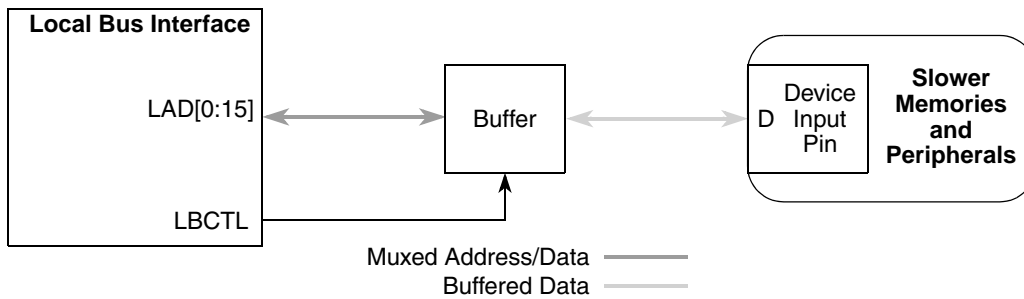 Local Bus Interface
LAD[0:15]
LBCTL
Buffer
D
Device
Input
Pin
Slower
Memories
and
Peripherals
Muxed Address/Data
Buffered Data